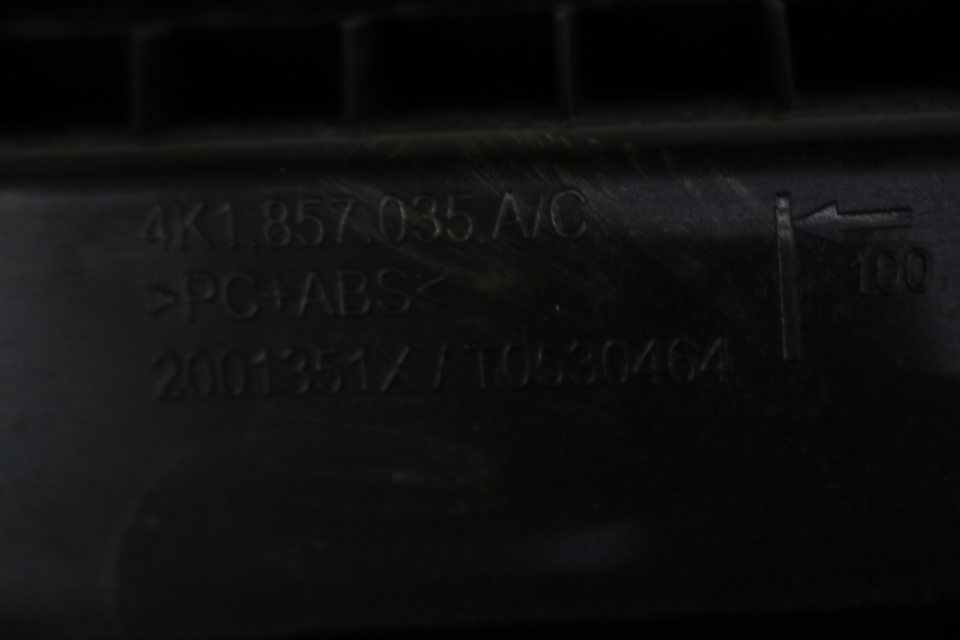 4K1.857.035 A/C
100
>PC+ABS<
2001351X / T0530464